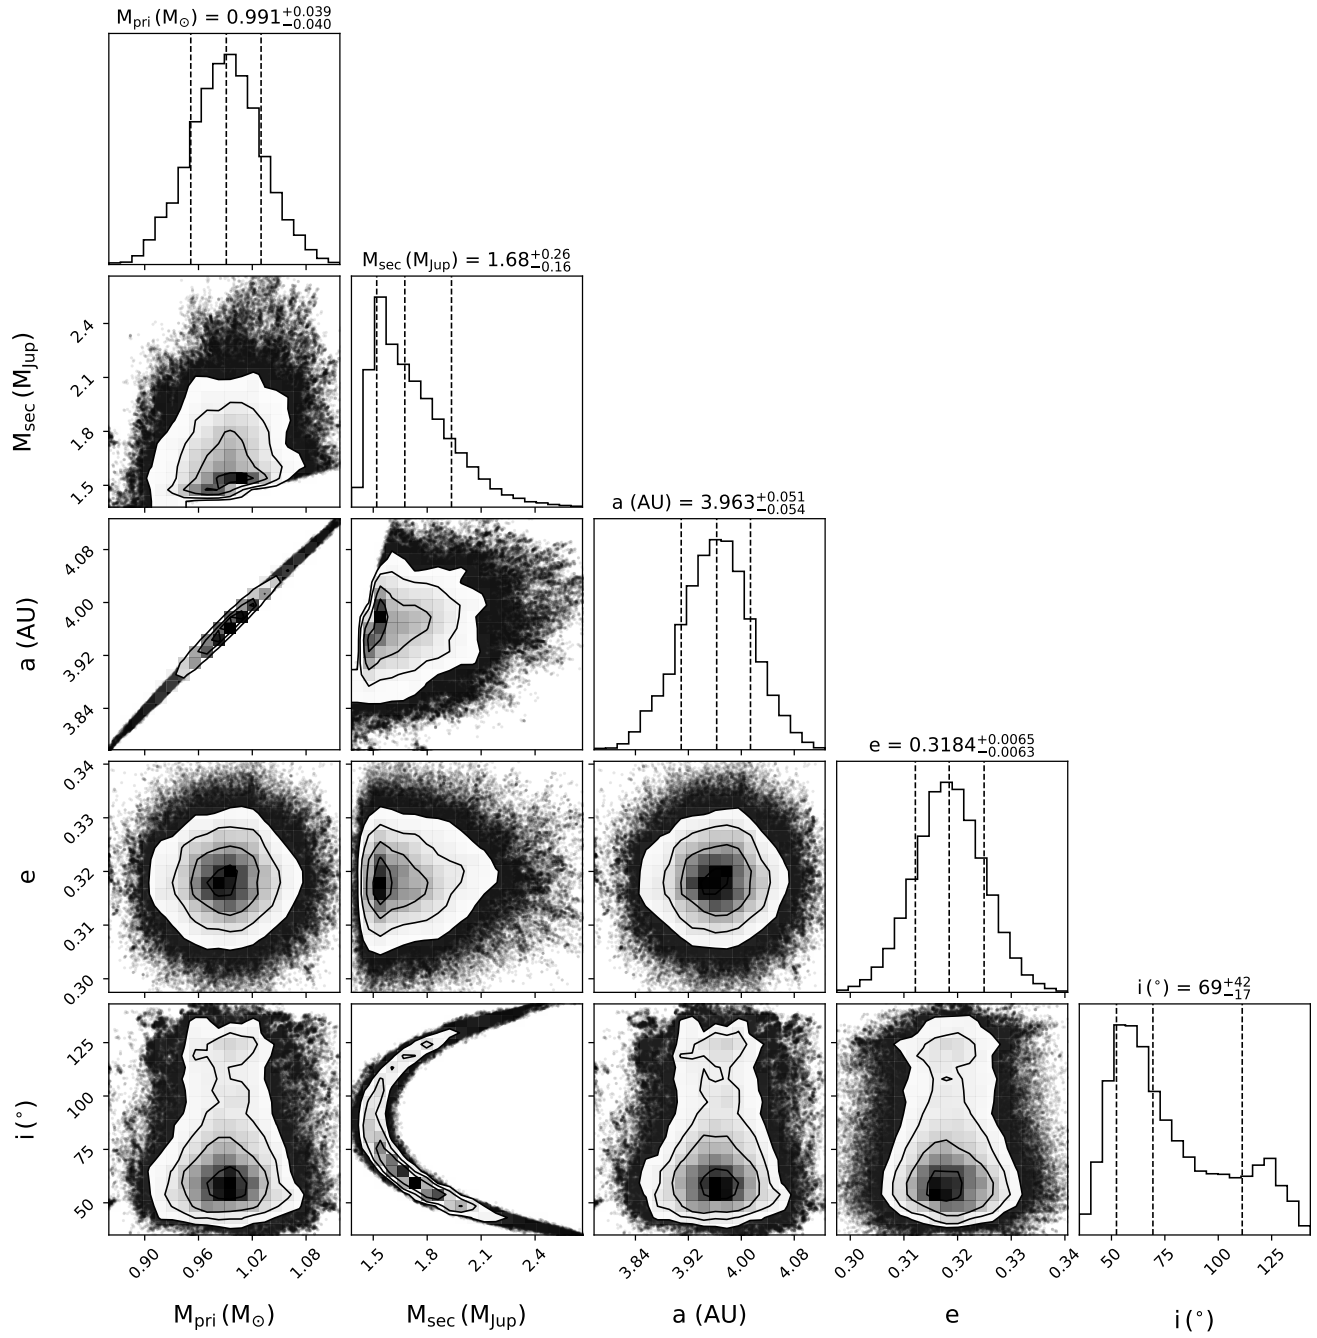 M_pri (M_⊙) = 0.991 +0.039 −0.040
M_sec (M_Jup) = 1.68 +0.26 −0.16
2.4
2.1
1.8
1.5
M_sec (M_Jup)
a (AU) = 3.963 +0.051 −0.054
4.08
4.00
3.92
3.84
a (AU)
e = 0.3184 +0.0065 −0.0063
0.34
0.33
0.32
0.31
0.30
e
i (°) = 69 +42 −17
125
100
75
50
i (°)
0.90 0.96 1.02 1.08
1.5 1.8 2.1 2.4
3.84 3.92 4.00 4.08
0.30 0.31 0.32 0.33 0.34
50 75 100 125
M_pri (M_⊙) M_sec (M_Jup) a (AU) e i (°)